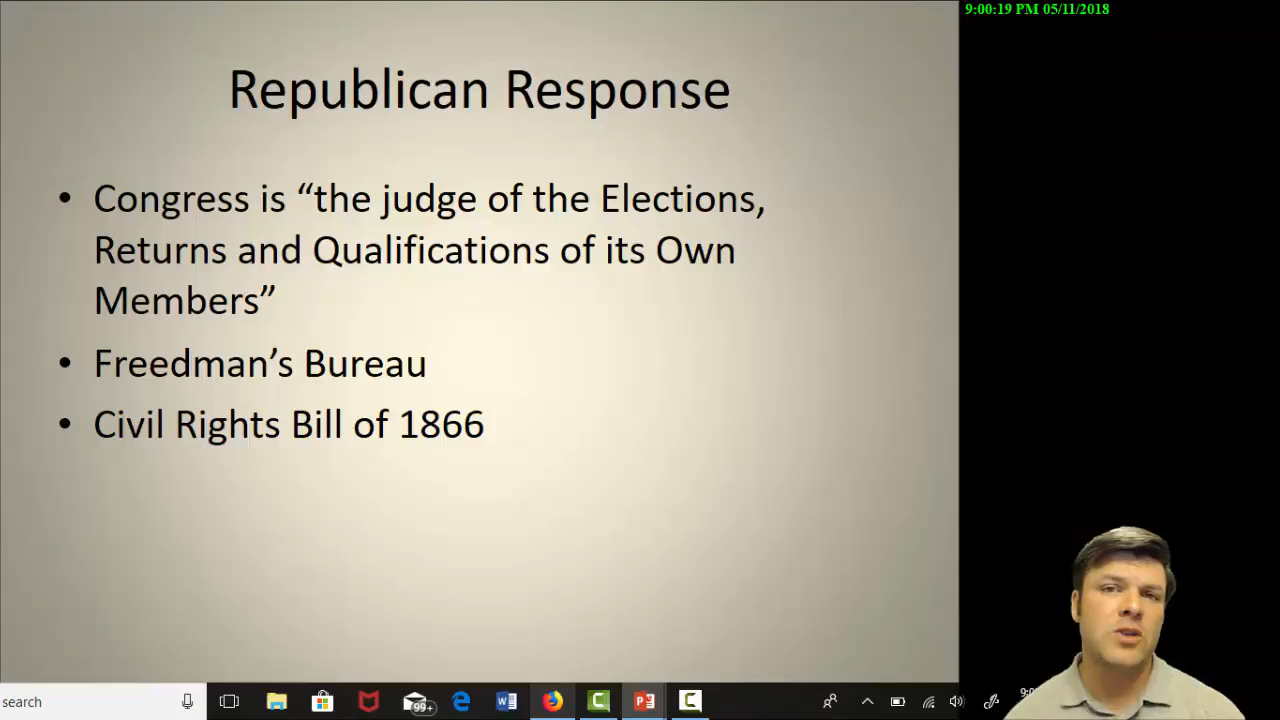 9:00:19 PM 05/11/2018
Republican Response
• Congress is “the judge of the Elections,
Returns and Qualifications of its Own
Members”
• Freedman’s Bureau
• Civil Rights Bill of 1866
search
99+